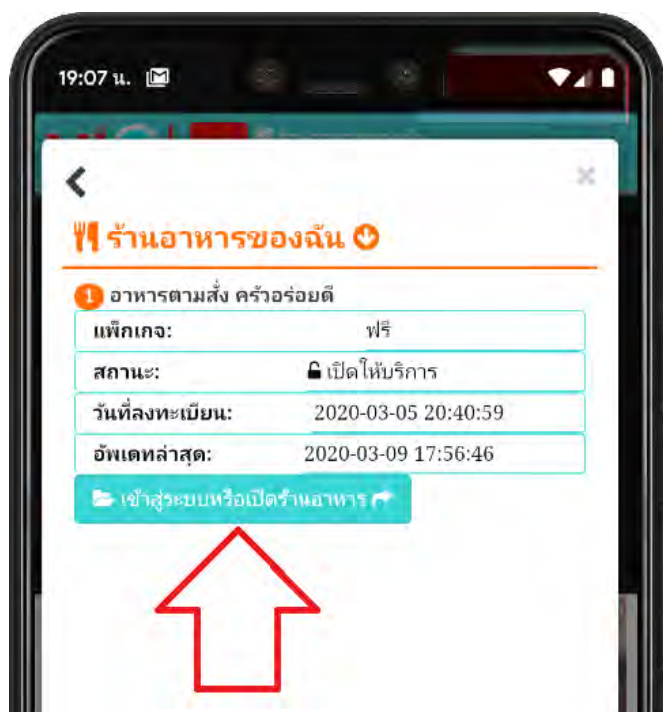 19:07 น.
ร้านอาหารของฉัน
1 อาหารตามสั่ง ครัวอร่อยดี
แพ็กเกจ: ฟรี
สถานะ: เปิดให้บริการ
วันที่ลงทะเบียน: 2020-03-05 20:40:59
อัพเดทล่าสุด: 2020-03-09 17:56:46
เข้าสู่ระบบหรือเปิดร้านอาหาร